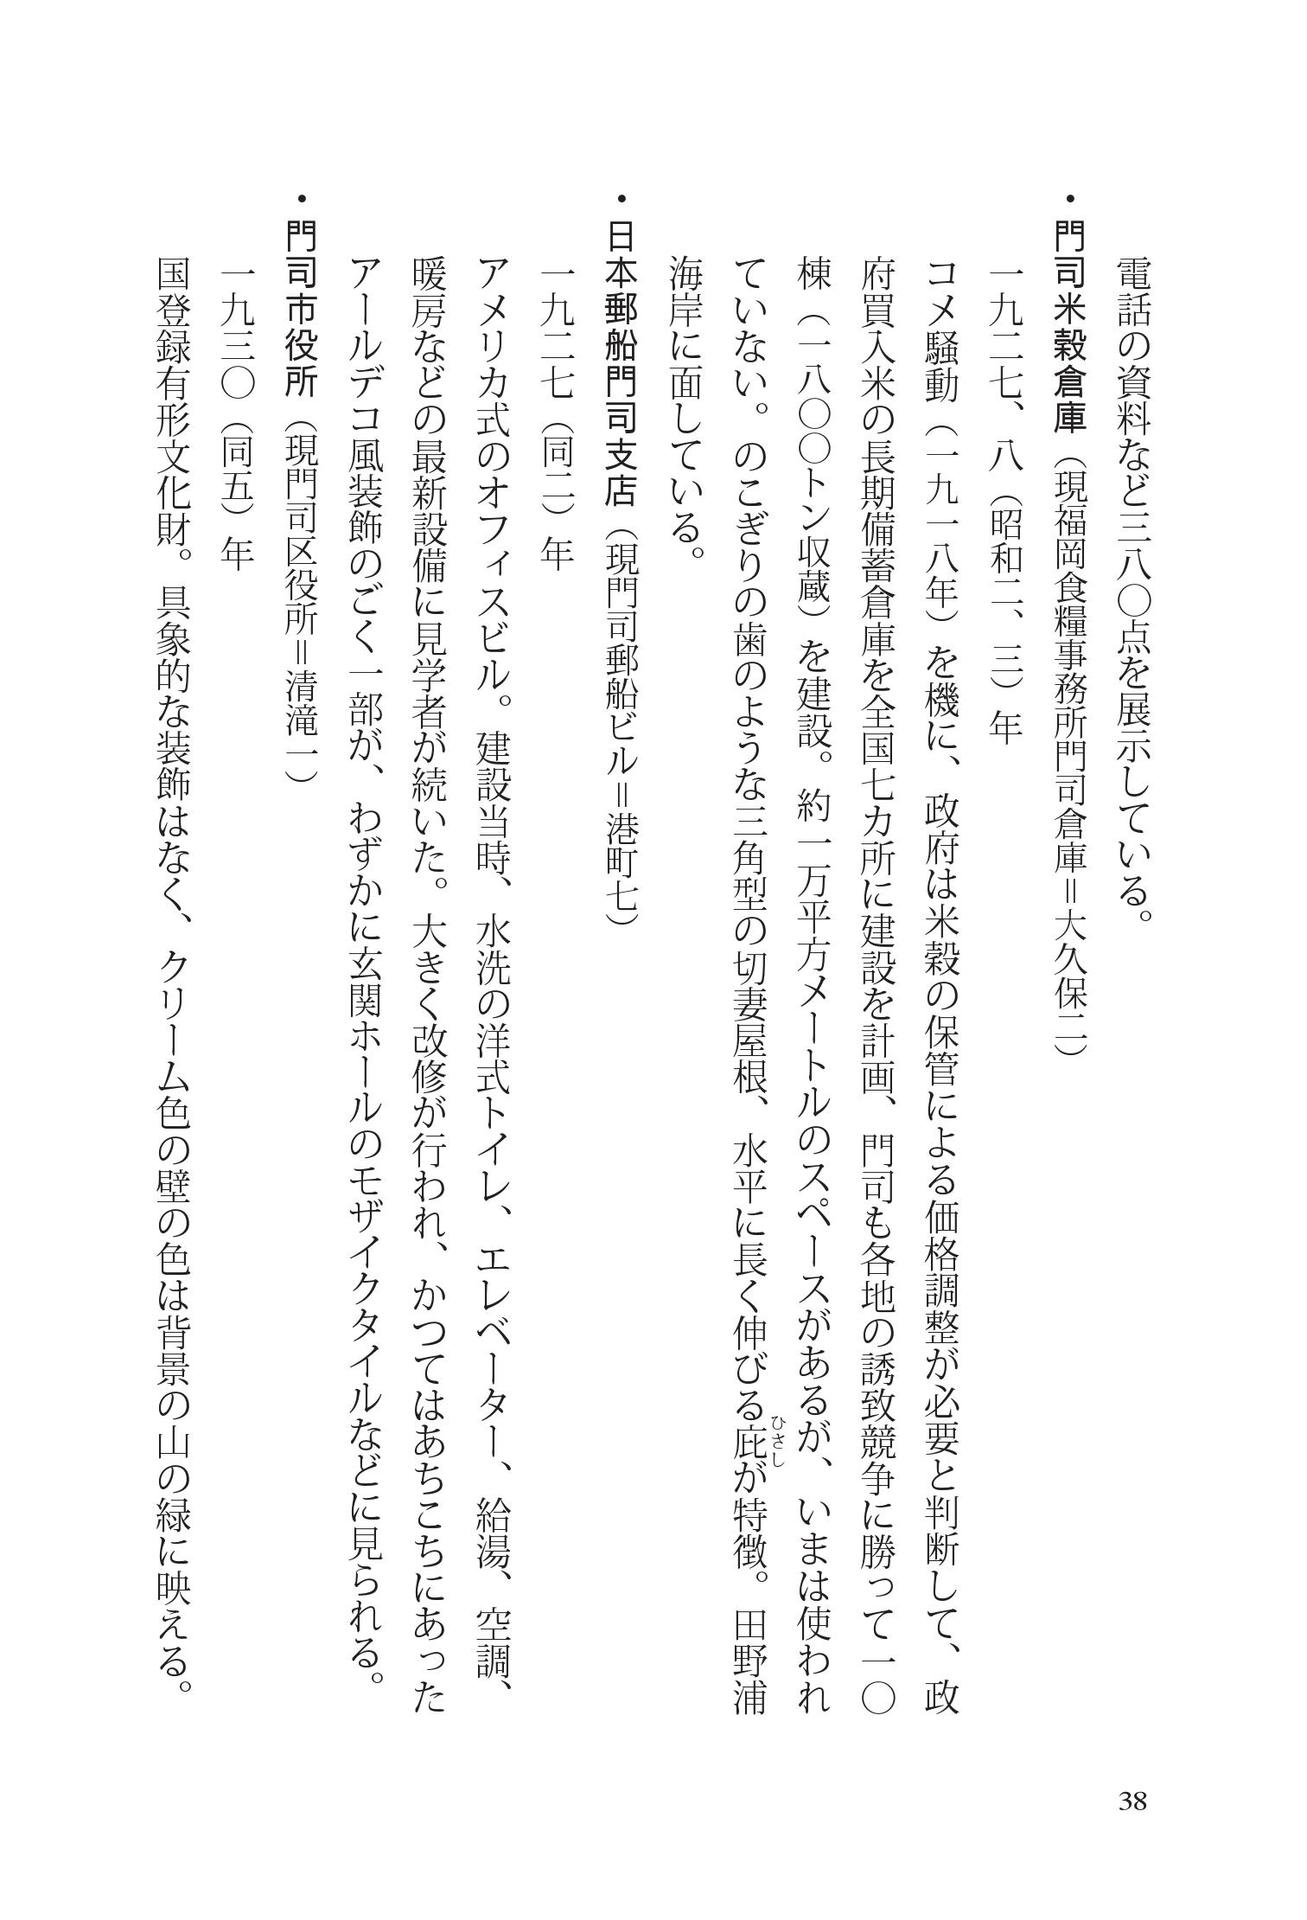 電話の資料など三八〇点を展示している。
・門司米穀倉庫（現福岡食糧事務所門司倉庫＝大久保二）
一九二七、八（昭和二、三）年
コメ騒動（一九一八年）を機に、政府は米穀の保管による価格調整が必要と判断して、政
府買入米の長期備蓄倉庫を全国七カ所に建設を計画、門司も各地の誘致競争に勝って一〇
棟（一八〇〇トン収蔵）を建設。約一万平方メートルのスペースがあるが、いまは使われ
ていない。のこぎりの歯のような三角型の切妻屋根、水平に長く伸びる庇ひさしが特徴。田野浦
海岸に面している。
・日本郵船門司支店（現門司郵船ビル＝港町七）
一九二七（同二）年
アメリカ式のオフィスビル。建設当時、水洗の洋式トイレ、エレベーター、給湯、空調、
暖房などの最新設備に見学者が続いた。大きく改修が行われ、かつてはあちこちにあった
アールデコ風装飾のごく一部が、わずかに玄関ホールのモザイクタイルなどに見られる。
・門司市役所（現門司区役所＝清滝一）
一九三〇（同五）年
国登録有形文化財。具象的な装飾はなく、クリーム色の壁の色は背景の山の緑に映える。
38